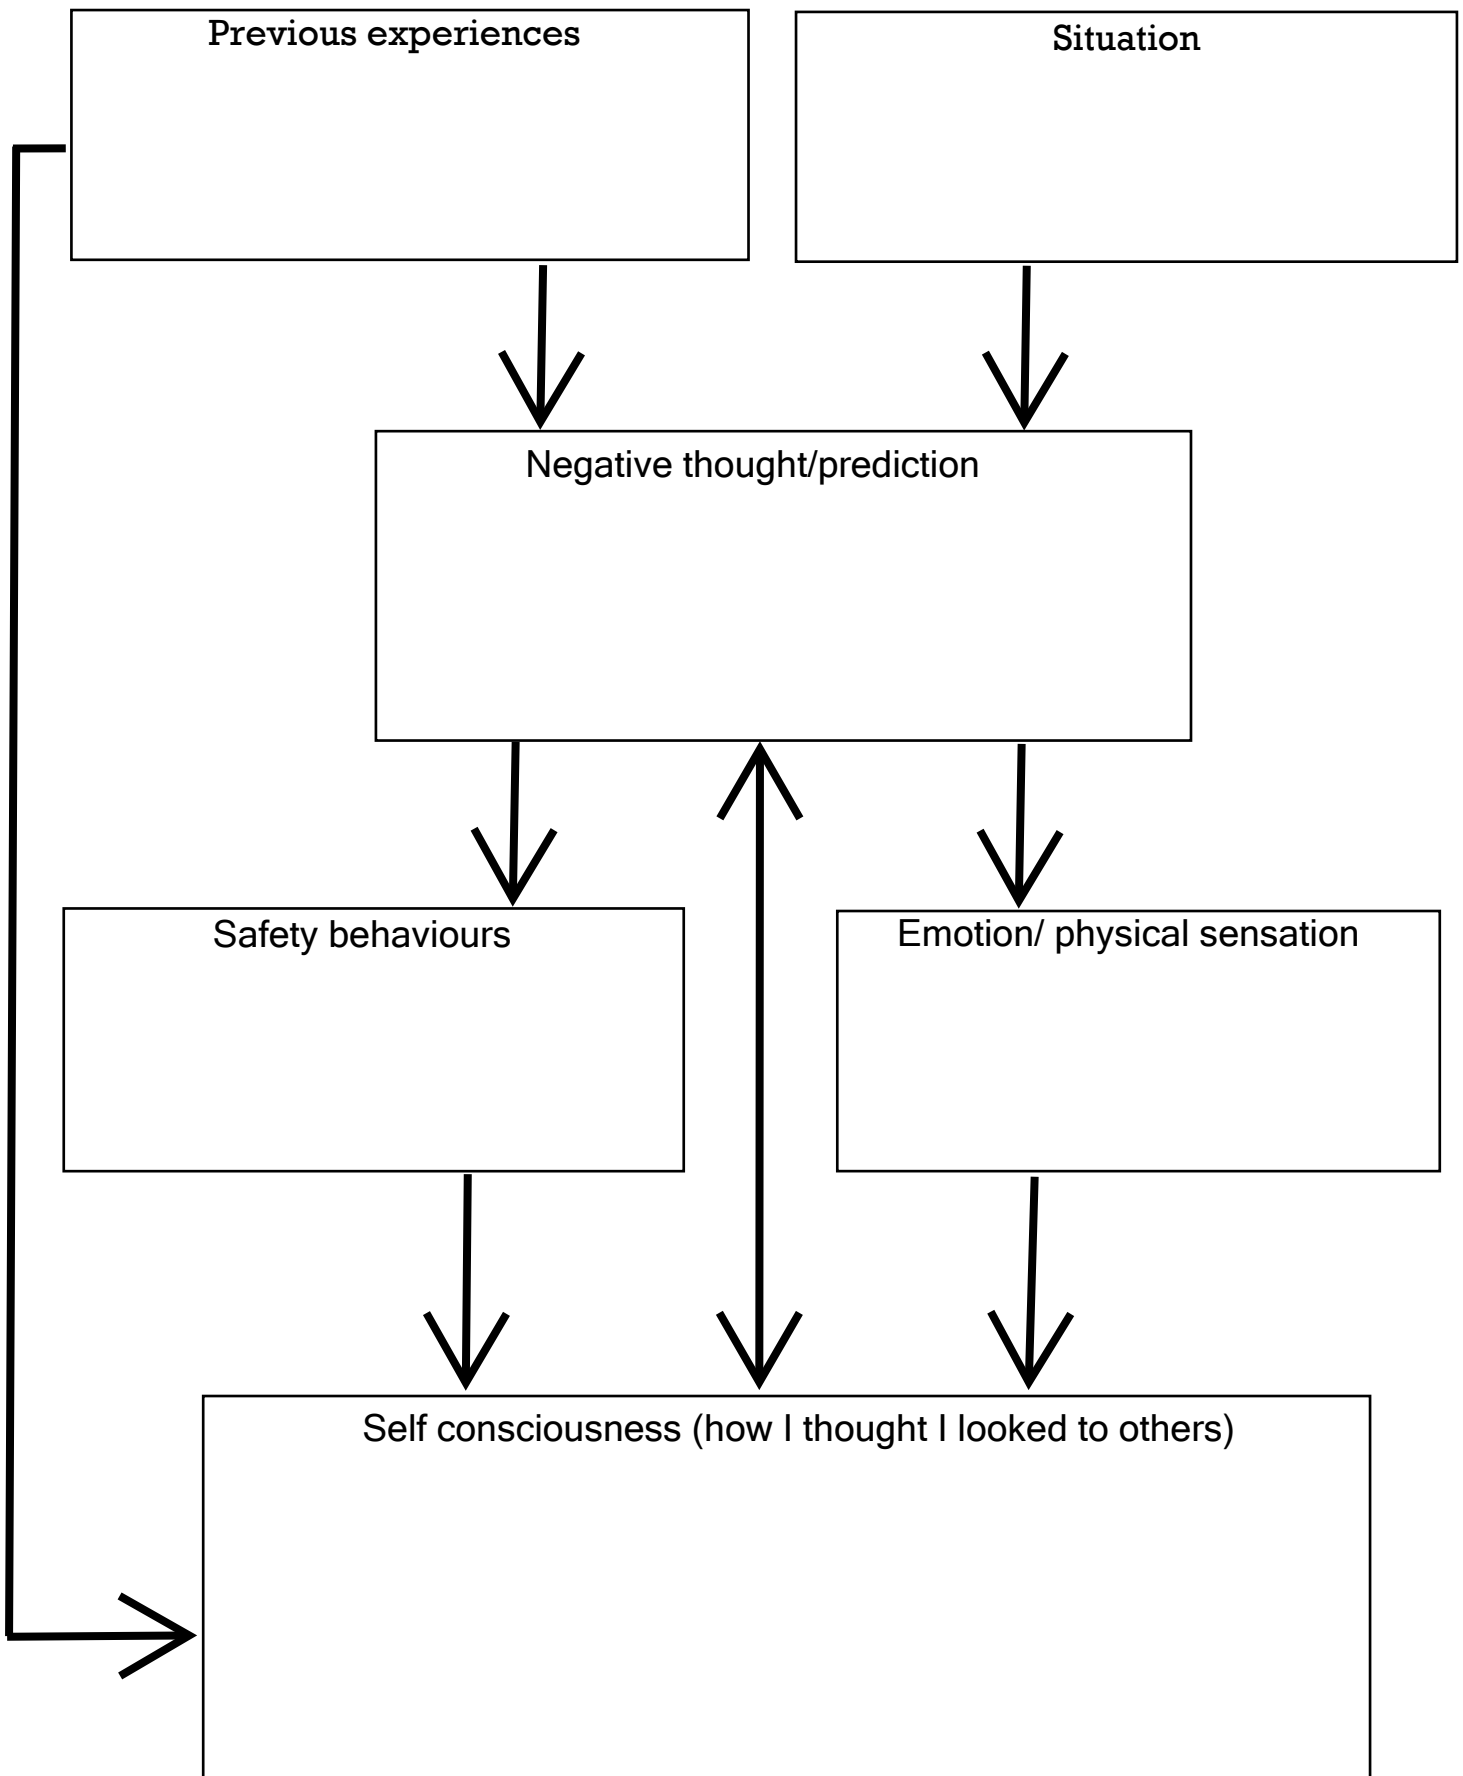 Previous experiences
Situation
Negative thought/prediction
Safety behaviours
Emotion/ physical sensation
Self consciousness (how I thought I looked to others)